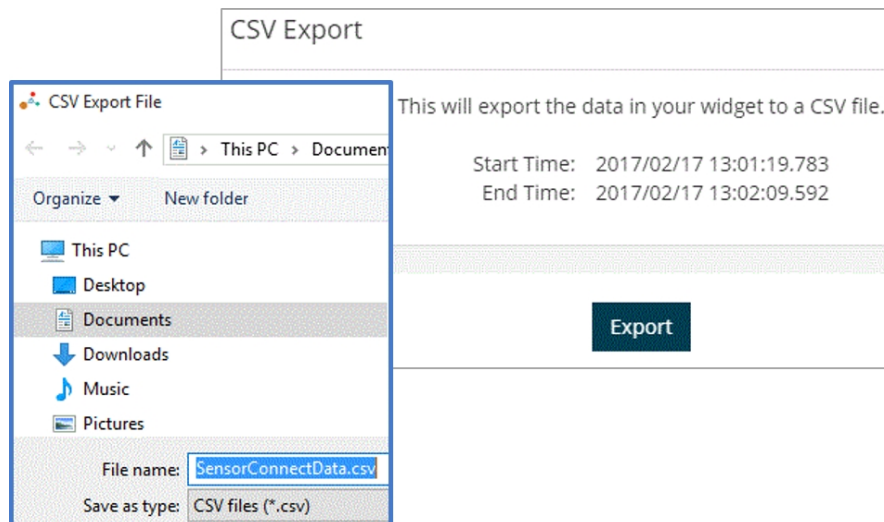 CSV Export
This will export the data in your widget to a CSV file.
Start Time: 2017/02/17 13:01:19.783
End Time: 2017/02/17 13:02:09.592
Export
CSV Export File
This PC > Documen
Organize New folder
This PC
Desktop
Documents
Downloads
Music
Pictures
File name: SensorConnectData.csv
Save as type: CSV files (*.csv)